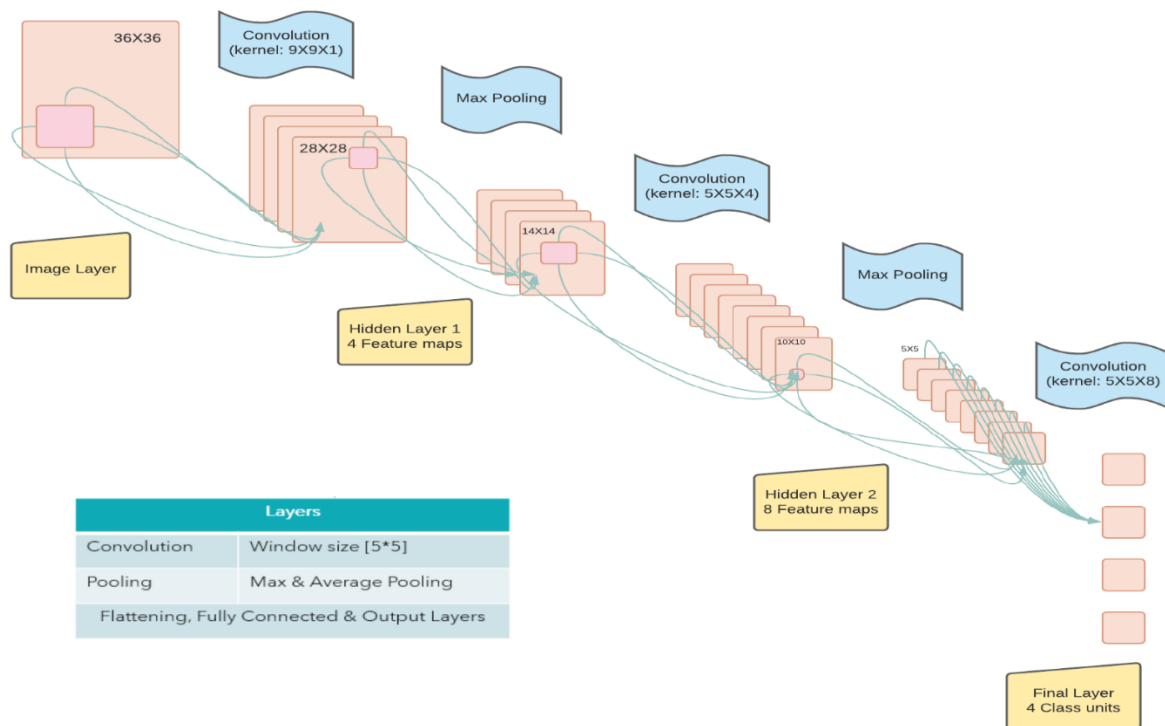 36X36
Convolution
(kernel: 9X9X1)
28X28
Max Pooling
14X14
Convolution
(kernel: 5X5X4)
Image Layer
Hidden Layer 1
4 Feature maps
10X10
Max Pooling
5X5
Convolution
(kernel: 5X5X8)
Hidden Layer 2
8 Feature maps
Layers
Convolution Window size [5*5]
Pooling Max & Average Pooling
Flattening, Fully Connected & Output Layers
Final Layer
4 Class units